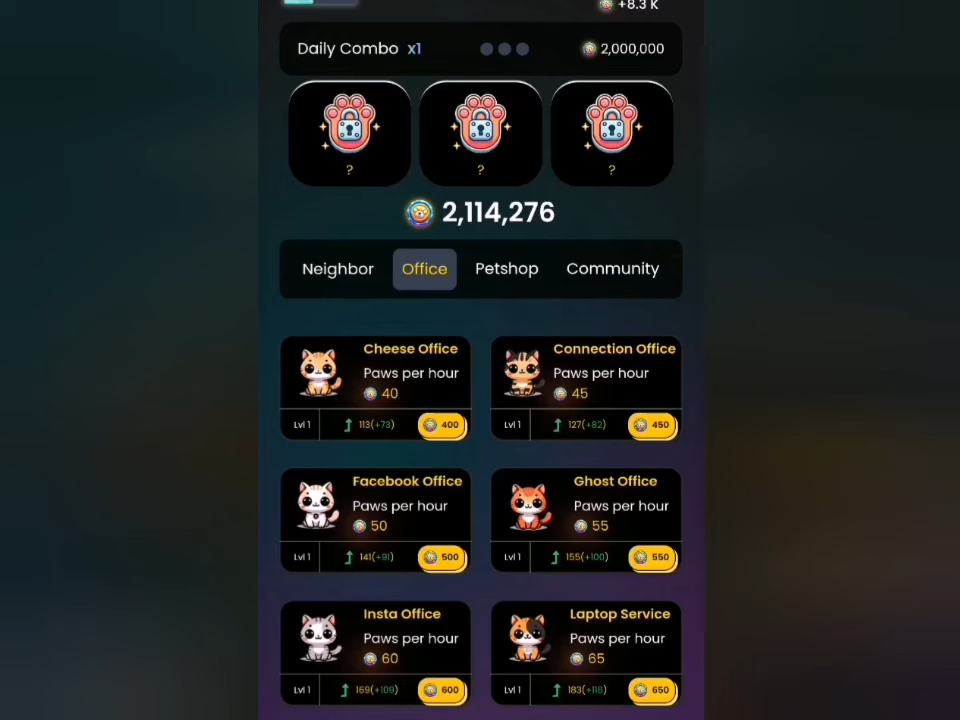 +8.3 K
Daily Combo x1 2,000,000
? ? ?
2,114,276
Neighbor Office Petshop Community
Cheese Office
Paws per hour
40
Lvl 1 113(+73) 400
Connection Office
Paws per hour
45
Lvl 1 127(+82) 450
Facebook Office
Paws per hour
50
Lvl 1 141(+91) 500
Ghost Office
Paws per hour
55
Lvl 1 155(+100) 550
Insta Office
Paws per hour
60
Lvl 1 169(+109) 600
Laptop Service
Paws per hour
65
Lvl 1 183(+118) 650